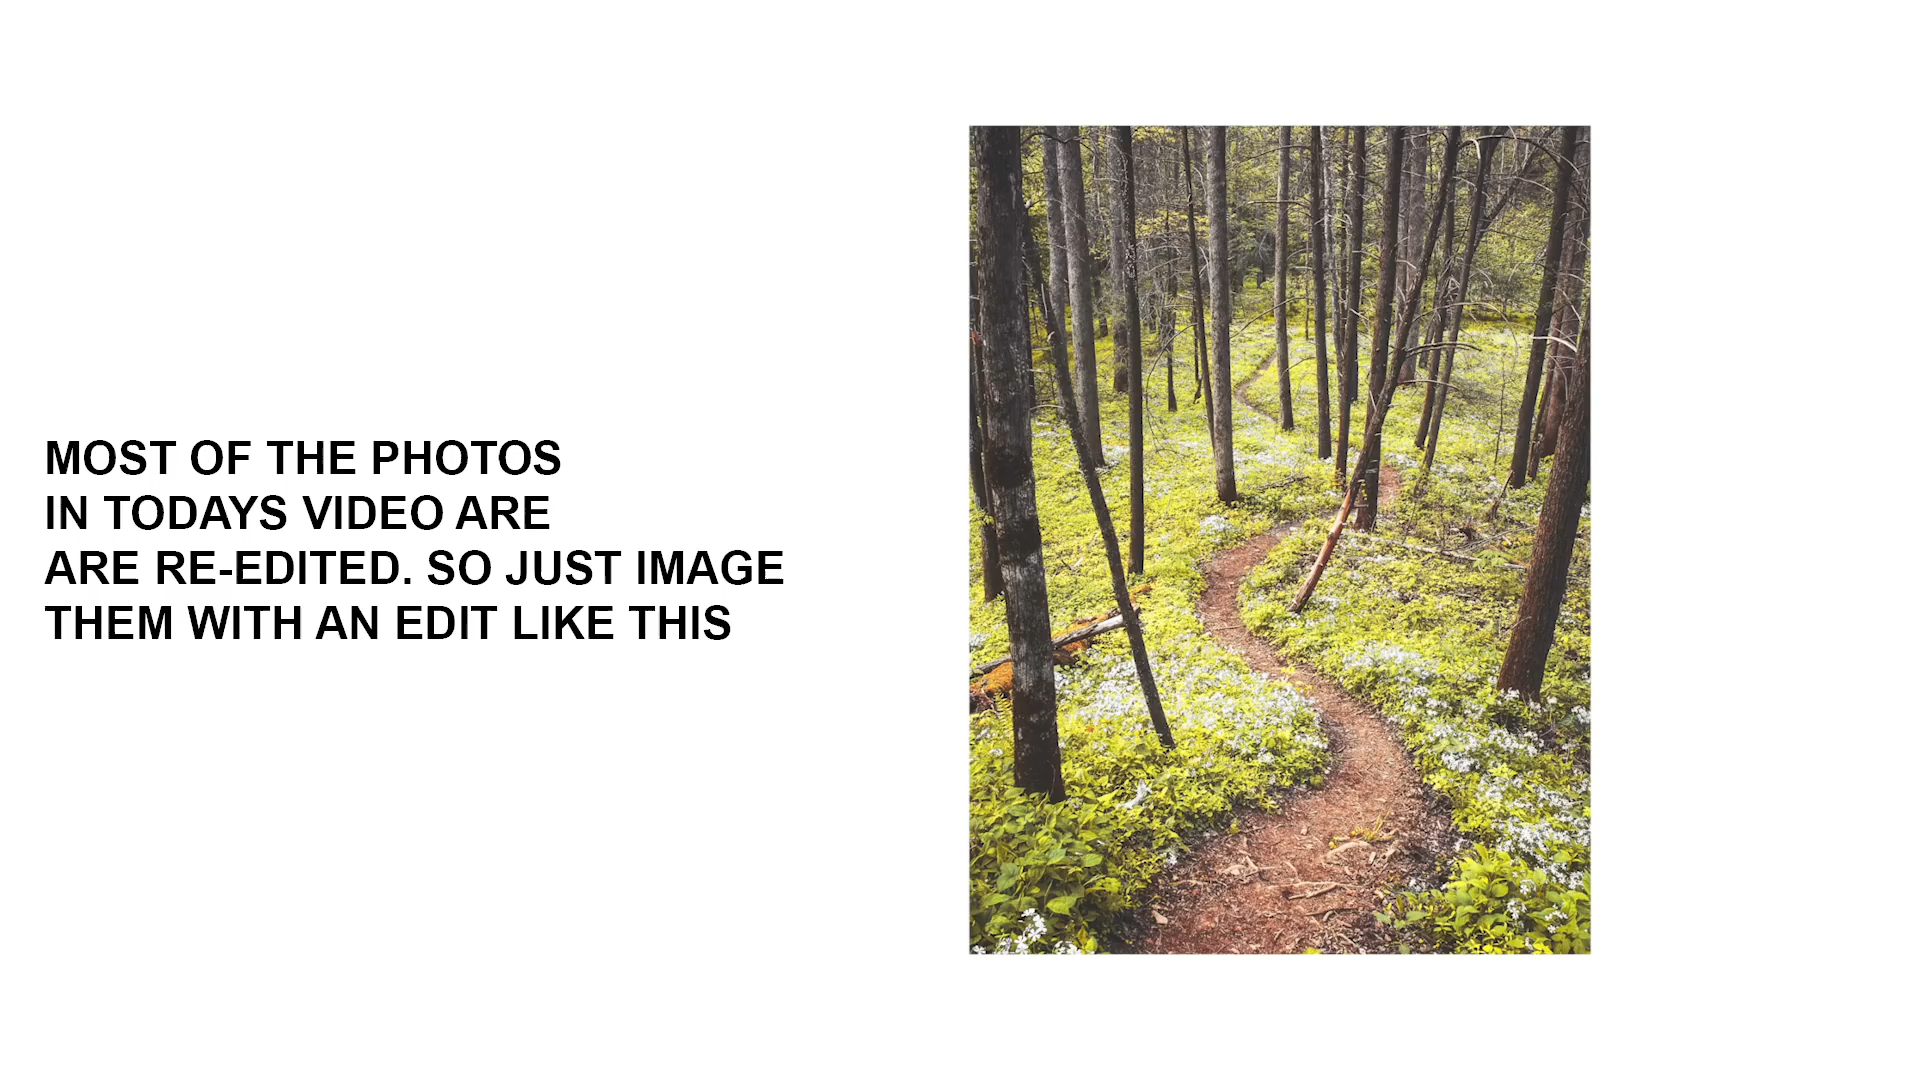 MOST OF THE PHOTOS
IN TODAYS VIDEO ARE
ARE RE-EDITED. SO JUST IMAGE
THEM WITH AN EDIT LIKE THIS